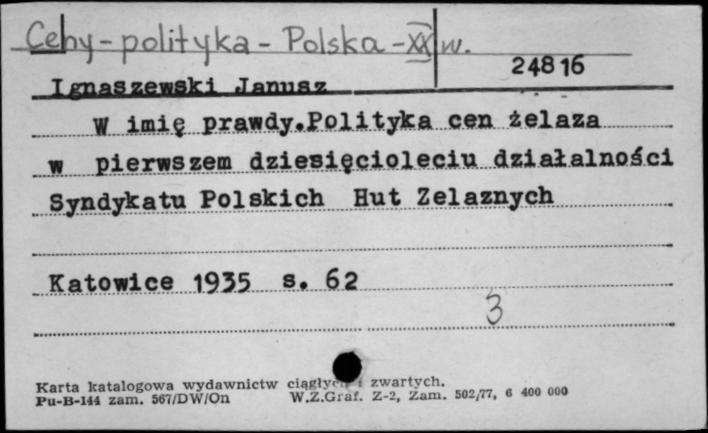 Ceny - polityka - Polska - XX w.
24816
Ignaszewski Janusz
W imię prawdy.Polityka cen żelaza
w pierwszem dziesięcioleciu działalności
Syndykatu Polskich Hut Zelaznych
Katowice 1935 s. 62
3
Karta katalogowa wydawnictw ciągłych i zwartych.
Pu-B-144 zam. 567/DW/On W.Z.Graf. Z-2, Zam. 502/77, 6 400 000